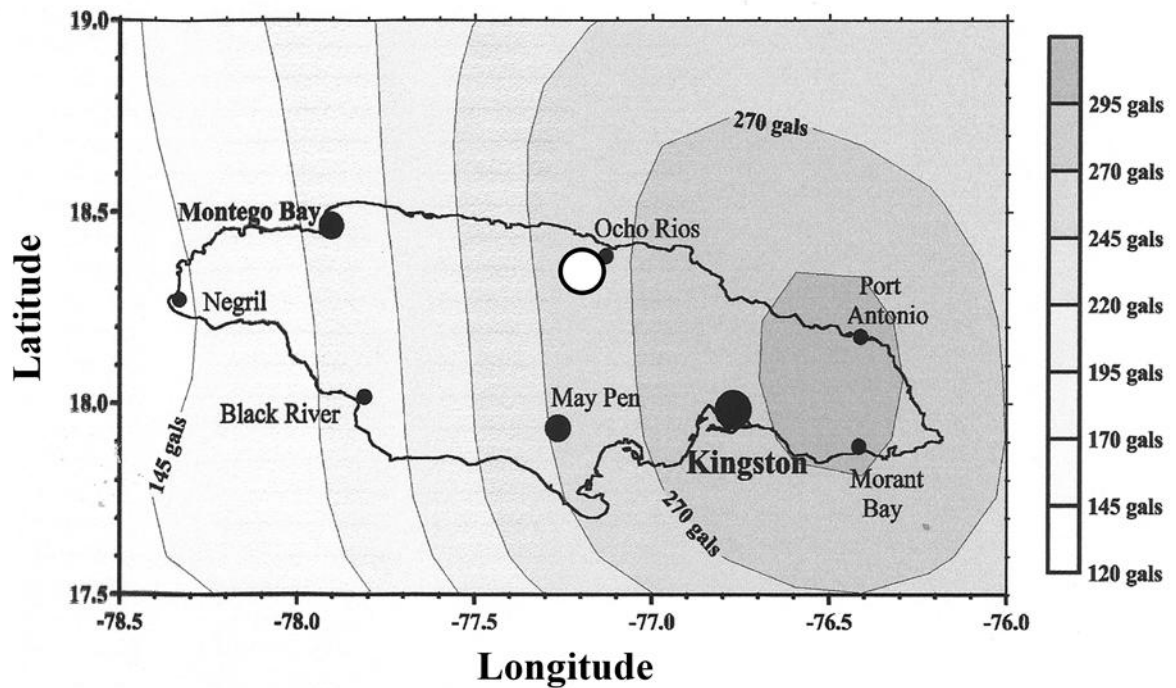 19.0
18.5
18.0
17.5
-78.5
-78.0
-77.5
-77.0
-76.5
-76.0
Latitude
Longitude
270 gals
Montego Bay
Ocho Rios
Negril
Port
Antonio
Black River
May Pen
145 gals
Kingston
Morant
Bay
270 gals
295 gals
270 gals
245 gals
220 gals
195 gals
170 gals
145 gals
120 gals